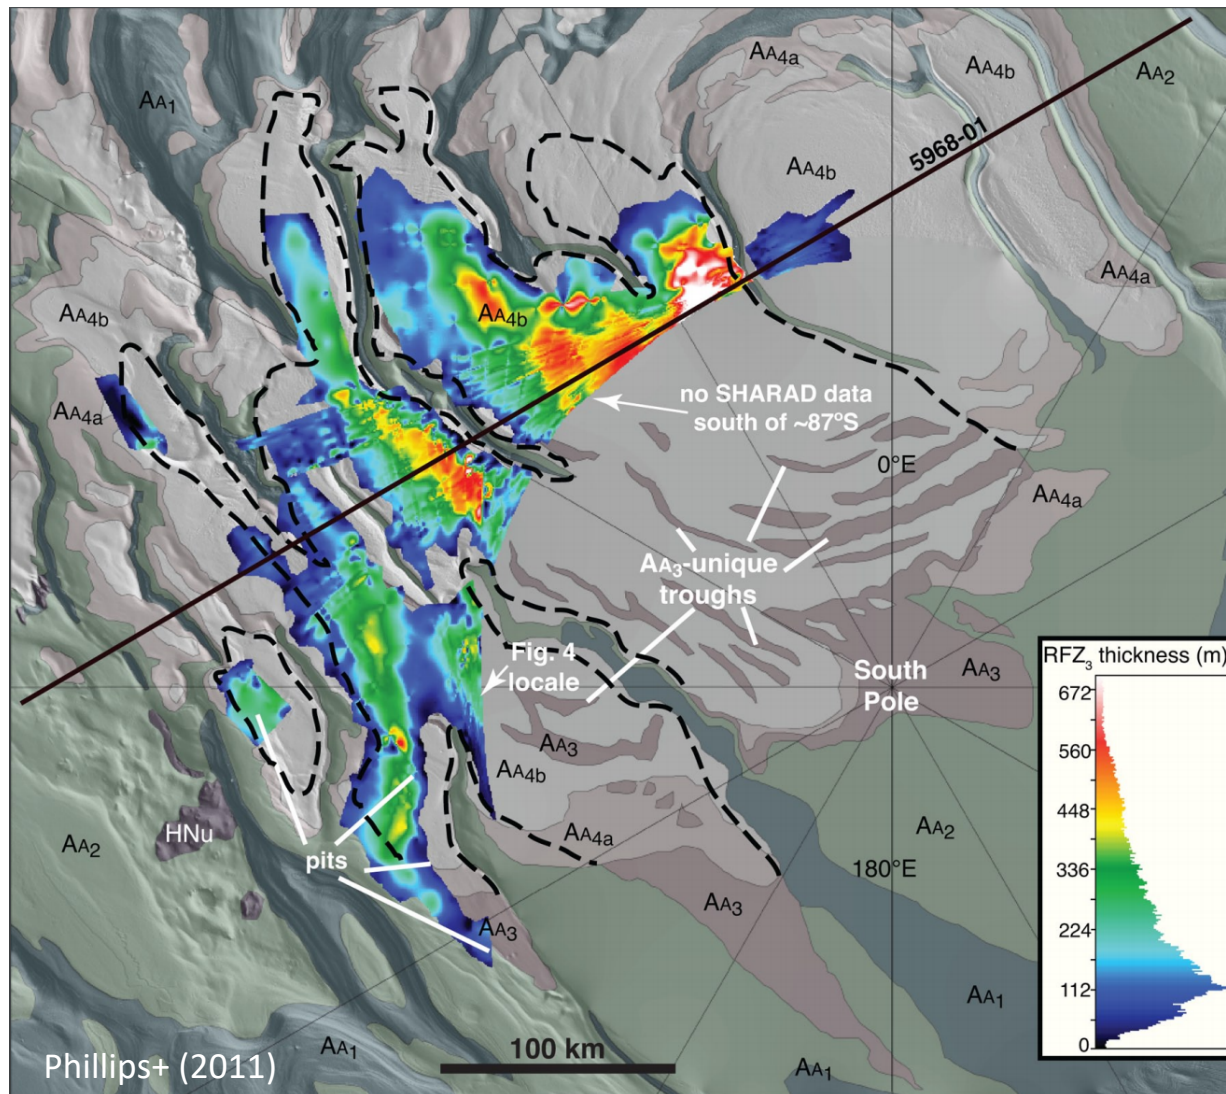 AA4a
AA4b
AA2
AA1
5968-01
AA4b
AA4a
AA4b
AA4b
no SHARAD data
south of ~87°S
AA4a
0°E
AA4a
AA3-unique
troughs
RFZ3 thickness (m)
Fig. 4
locale
South
Pole
AA3
672
560
448
336
224
112
0
AA3
AA4b
HNu
AA4a
AA2
AA2
pits
180°E
AA3
AA3
AA1
AA1
100 km
AA1
Phillips+ (2011)